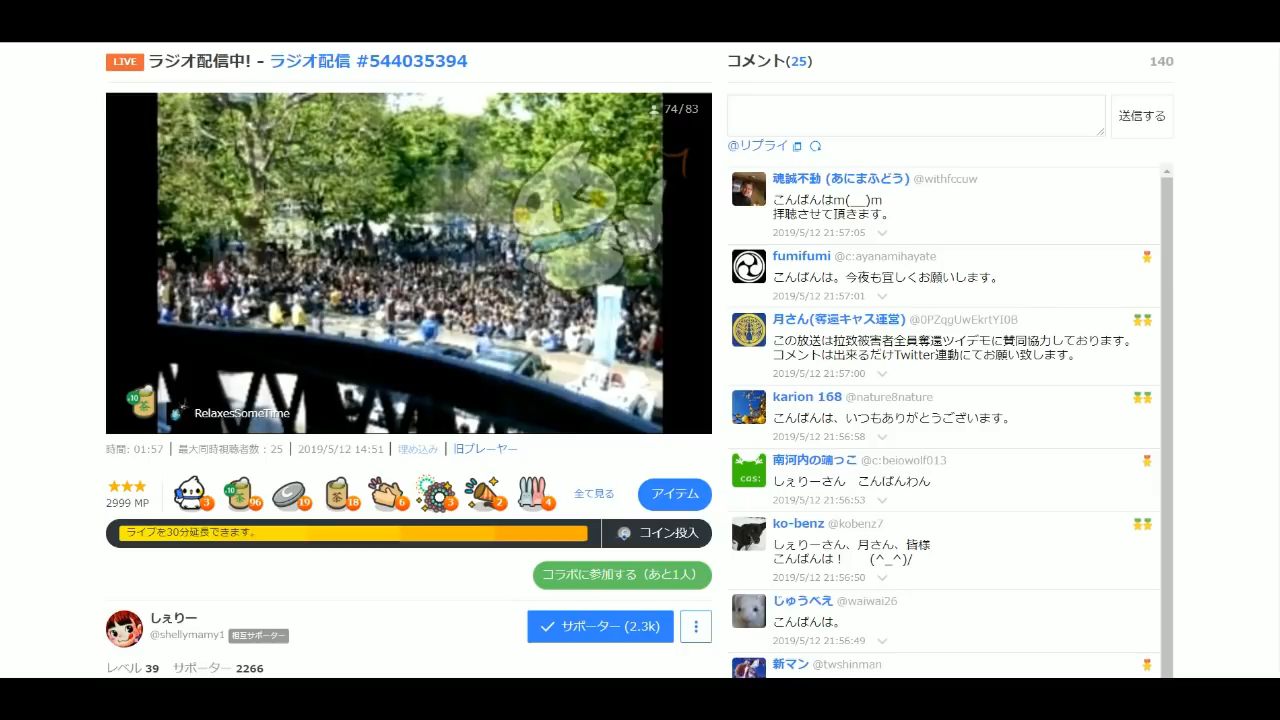 LIVE ラジオ配信中! - ラジオ配信 #544035394
74/83
RelaxesSomeTime
時間: 01:57 | 最大同時視聴者数 : 25 | 2019/5/12 14:51 | 埋め込み | 旧プレーヤー
2999 MP
+10
3
96
19
18
6
3
2
4
全て見る
アイテム
ライブを30分延長できます。
コイン投入
コラボに参加する（あと1人）
しぇりー
@shellymamy1 相互サポーター
サポーター (2.3k)
レベル 39 サポーター 2266
コメント(25)
140
送信する
@リプライ
魂誠不動 (あにまふどう) @withfccuw
こんばんはm(__)m
拝聴させて頂きます。
2019/5/12 21:57:05
fumifumi @c:ayanamihayate
こんばんは。今夜も宜しくお願いします。
2019/5/12 21:57:01
月さん(奪還キャス運営) @0PZqgUwEkrtYI0B
この放送は拉致被害者全員奪還ツイデモに賛同協力しております。
コメントは出来るだけTwitter連動にてお願い致します。
2019/5/12 21:57:00
karion 168 @nature8nature
こんばんは、いつもありがとうございます。
2019/5/12 21:56:58
cas:
南河内の端っこ @c:beiowolf013
しぇりーさん こんばんわん
2019/5/12 21:56:53
ko-benz @kobenz7
しぇりーさん、月さん、皆様
こんばんは！ (^_^)/
2019/5/12 21:56:50
じゅうべえ @waiwai26
こんばんは。
2019/5/12 21:56:49
新マン @twshinman